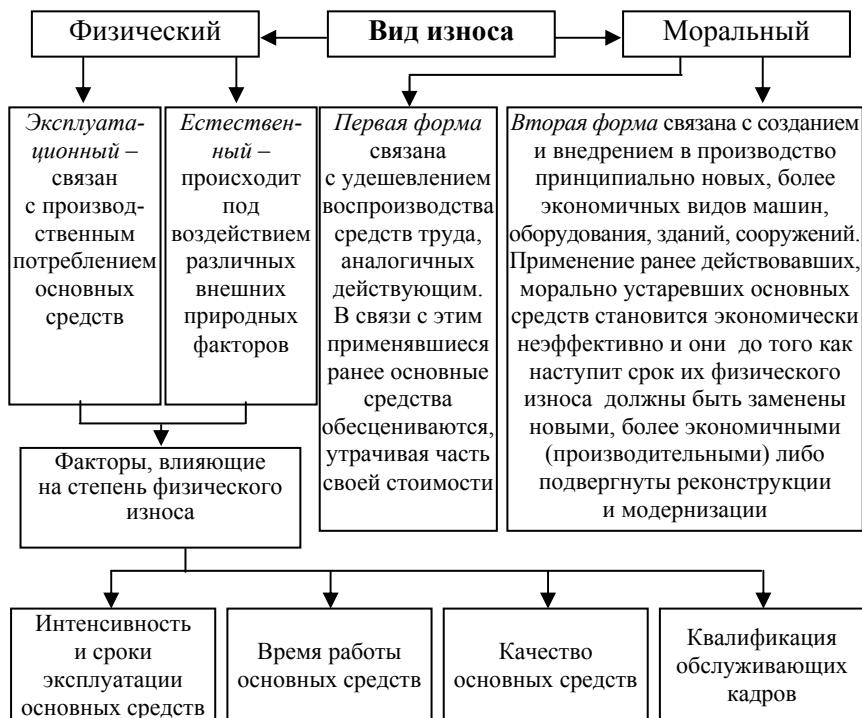 Физический
Вид износа
Моральный
Эксплуата-
ционный –
связан
с производ-
ственным
потреблением
основных
средств
Естествен-
ный –
происходит
под
воздействием
различных
внешних
природных
факторов
Первая форма
связана
с удешевлением
воспроизводства
средств труда,
аналогичных
действующим.
В связи с этим
применявшиеся
ранее основные
средства
обесцениваются,
утрачивая часть
своей стоимости
Вторая форма связана с созданием
и внедрением в производство
принципиально новых, более
экономичных видов машин,
оборудования, зданий, сооружений.
Применение ранее действовавших,
морально устаревших основных
средств становится экономически
неэффективно и они до того как
наступит срок их физического
износа должны быть заменены
новыми, более экономичными
(производительными) либо
подвергнуты реконструкции
и модернизации
Факторы, влияющие
на степень физического
износа
Интенсивность
и сроки
эксплуатации
основных средств
Время работы
основных средств
Качество
основных средств
Квалификация
обслуживающих
кадров